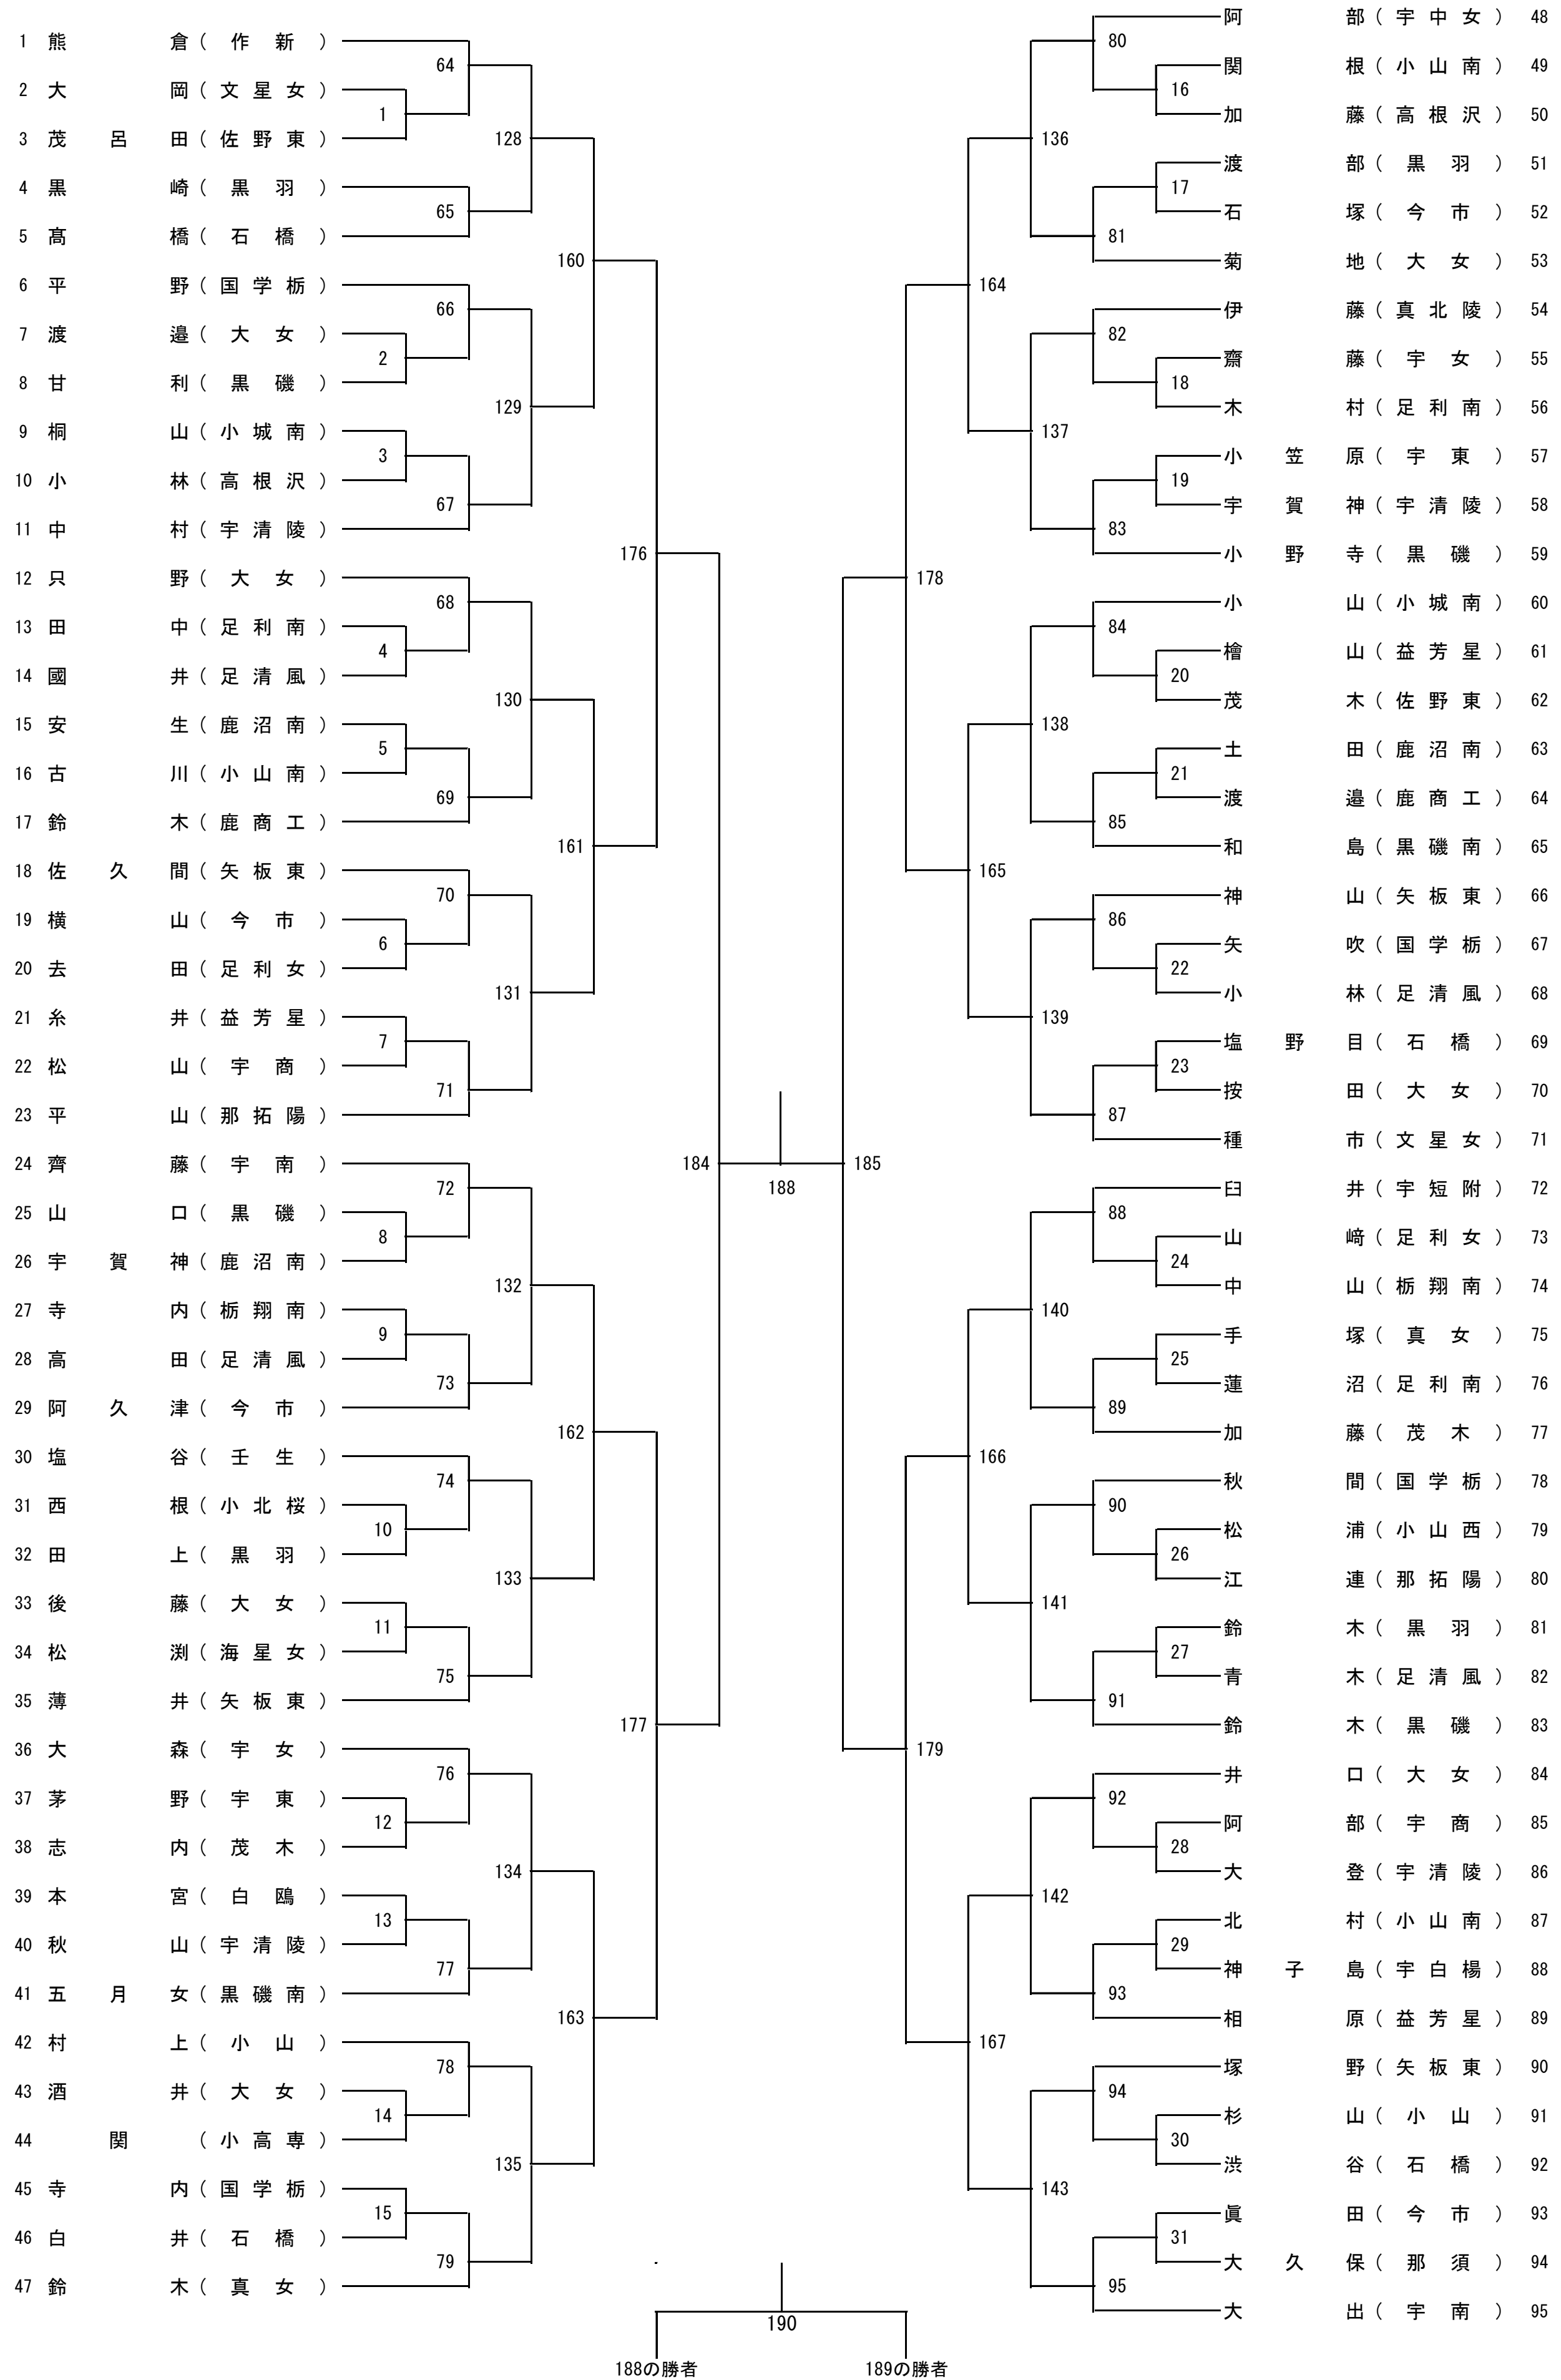 1 熊倉(作新)
2 大岡(文星女)
3 茂呂田(佐野東)
4 黒崎(黒羽)
5 髙橋(石橋)
6 平野(国学栃)
7 渡邉(大女)
8 甘利(黒磯)
9 桐山(小城南)
10 小林(高根沢)
11 中村(宇清陵)
12 只野(大女)
13 田中(足利南)
14 國井(足清風)
15 安生(鹿沼南)
16 古川(小山南)
17 鈴木(鹿商工)
18 佐久間(矢板東)
19 横山(今市)
20 去田(足利女)
21 糸井(益芳星)
22 松山(宇商)
23 平山(那拓陽)
24 齊藤(宇南)
25 山口(黒磯)
26 宇賀神(鹿沼南)
27 寺内(栃翔南)
28 高田(足清風)
29 阿久津(今市)
30 塩谷(壬生)
31 西根(小北桜)
32 田上(黒羽)
33 後藤(大女)
34 松渕(海星女)
35 薄井(矢板東)
36 大森(宇女)
37 茅野(宇東)
38 志内(茂木)
39 本宮(白鴎)
40 秋山(宇清陵)
41 五月女(黒磯南)
42 村上(小山)
43 酒井(大女)
44 関(小高専)
45 寺内(国学栃)
46 白井(石橋)
47 鈴木(真女)
1
2
3
4
5
6
7
8
9
10
11
12
13
14
15
64
65
66
67
68
69
70
71
72
73
74
75
76
77
78
79
128
129
130
131
132
133
134
135
160
161
162
163
176
177
184
188
185
178
179
164
165
166
167
136
137
138
139
140
141
142
143
80
81
82
83
84
85
86
87
88
89
90
91
92
93
94
95
16
17
18
19
20
21
22
23
24
25
26
27
28
29
30
31
阿部(宇中女) 48
関根(小山南) 49
加藤(高根沢) 50
渡部(黒羽) 51
石塚(今市) 52
菊地(大女) 53
伊藤(真北陵) 54
齋藤(宇女) 55
木村(足利南) 56
小笠原(宇東) 57
宇賀神(宇清陵) 58
小野寺(黒磯) 59
小山(小城南) 60
檜山(益芳星) 61
茂木(佐野東) 62
土田(鹿沼南) 63
渡邉(鹿商工) 64
和島(黒磯南) 65
神山(矢板東) 66
矢吹(国学栃) 67
小林(足清風) 68
塩野目(石橋) 69
按田(大女) 70
種市(文星女) 71
臼井(宇短附) 72
山﨑(足利女) 73
中山(栃翔南) 74
手塚(真女) 75
蓮沼(足利南) 76
加藤(茂木) 77
秋間(国学栃) 78
松浦(小山西) 79
江連(那拓陽) 80
鈴木(黒羽) 81
青木(足清風) 82
鈴木(黒磯) 83
井口(大女) 84
阿部(宇商) 85
大登(宇清陵) 86
北村(小山南) 87
神子島(宇白楊) 88
相原(益芳星) 89
塚野(矢板東) 90
杉山(小山) 91
渋谷(石橋) 92
眞田(今市) 93
大久保(那須) 94
大出(宇南) 95
190
188の勝者
189の勝者